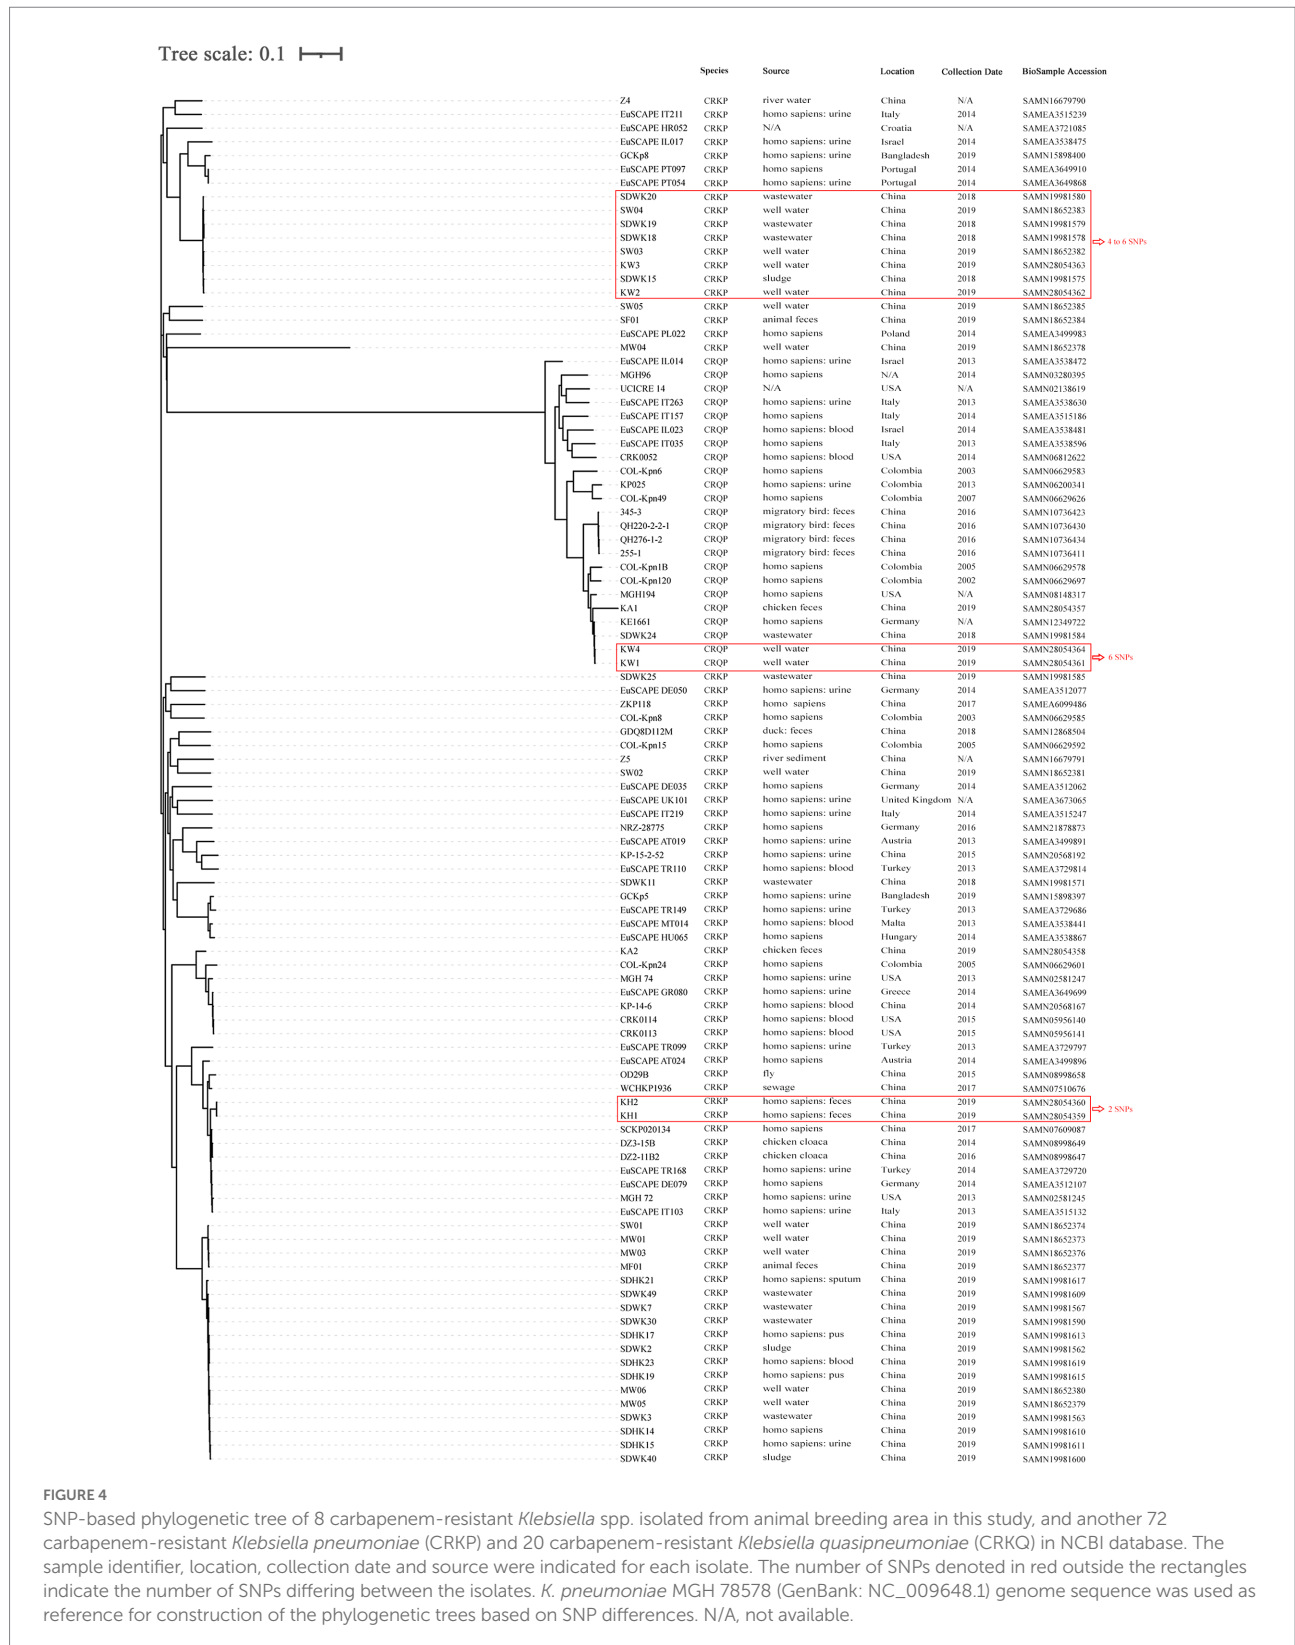 Tree scale: 0.1
Species Source Location Collection Date BioSample Accession
Z4 CRKP river water China N/A SAMN16679790
EuSCAPE IT211 CRKP homo sapiens: urine Italy 2014 SAMEA3515239
EuSCAPE HR052 CRKP N/A Croatia N/A SAMEA3721085
EuSCAPE IL017 CRKP homo sapiens: urine Israel 2014 SAMEA3538475
GCKp8 CRKP homo sapiens: urine Bangladesh 2019 SAMN15898400
EuSCAPE PT097 CRKP homo sapiens Portugal 2014 SAMEA3649910
EuSCAPE PT054 CRKP homo sapiens: urine Portugal 2014 SAMEA3649868
SDWK20 CRKP wastewater China 2018 SAMN19981580
SW04 CRKP well water China 2019 SAMN18652383
SDWK19 CRKP wastewater China 2018 SAMN19981579
SDWK18 CRKP wastewater China 2018 SAMN19981578
4 to 6 SNPs
SW03 CRKP well water China 2019 SAMN18652382
KW3 CRKP well water China 2019 SAMN28054363
SDWK15 CRKP sludge China 2018 SAMN19981575
KW2 CRKP well water China 2019 SAMN28054362
SW05 CRKP well water China 2019 SAMN18652385
SF01 CRKP animal feces China 2019 SAMN18652384
EuSCAPE PL022 CRKP homo sapiens Poland 2014 SAMEA3499983
MW04 CRKP well water China 2019 SAMN18652378
EuSCAPE IL014 CRQP homo sapiens: urine Israel 2013 SAMEA3538472
MGH96 CRQP homo sapiens N/A 2014 SAMN03280395
UCICRE 14 CRQP N/A USA N/A SAMN02138619
EuSCAPE IT263 CRQP homo sapiens: urine Italy 2013 SAMEA3538630
EuSCAPE IT157 CRQP homo sapiens Italy 2014 SAMEA3515186
EuSCAPE IL023 CRQP homo sapiens: blood Israel 2014 SAMEA3538481
EuSCAPE IT035 CRQP homo sapiens Italy 2013 SAMEA3538596
CRK0052 CRQP homo sapiens: blood USA 2014 SAMN06812622
COL-Kpn6 CRQP homo sapiens Colombia 2003 SAMN06629583
KP025 CRQP homo sapiens: urine Colombia 2013 SAMN06200341
COL-Kpn49 CRQP homo sapiens Colombia 2007 SAMN06629626
345-3 CRQP migratory bird: feces China 2016 SAMN10736423
QH220-2-2-1 CRQP migratory bird: feces China 2016 SAMN10736430
QH276-1-2 CRQP migratory bird: feces China 2016 SAMN10736434
255-1 CRQP migratory bird: feces China 2016 SAMN10736411
COL-Kpn1B CRQP homo sapiens Colombia 2005 SAMN06629578
COL-Kpn120 CRQP homo sapiens Colombia 2002 SAMN06629697
MGH194 CRQP homo sapiens USA N/A SAMN08148317
KA1 CRQP chicken feces China 2019 SAMN28054357
KE1661 CRQP homo sapiens Germany N/A SAMN12349722
SDWK24 CRQP wastewater China 2018 SAMN19981584
KW4 CRQP well water China 2019 SAMN28054364
6 SNPs
KW1 CRQP well water China 2019 SAMN28054361
SDWK25 CRKP wastewater China 2019 SAMN19981585
EuSCAPE DE050 CRKP homo sapiens: urine Germany 2014 SAMEA3512077
ZKP118 CRKP homo sapiens China 2017 SAMEA6099486
COL-Kpn8 CRKP homo sapiens Colombia 2003 SAMN06629585
GDQ8D112M CRKP duck: feces China 2018 SAMN12868504
COL-Kpn15 CRKP homo sapiens Colombia 2005 SAMN06629592
Z5 CRKP river sediment China N/A SAMN16679791
SW02 CRKP well water China 2019 SAMN18652381
EuSCAPE DE035 CRKP homo sapiens Germany 2014 SAMEA3512062
EuSCAPE UK101 CRKP homo sapiens: urine United Kingdom N/A SAMEA3673065
EuSCAPE IT219 CRKP homo sapiens: urine Italy 2014 SAMEA3515247
NRZ-28775 CRKP homo sapiens Germany 2016 SAMN21878873
EuSCAPE AT019 CRKP homo sapiens: urine Austria 2013 SAMEA3499891
KP-15-2-52 CRKP homo sapiens: urine China 2015 SAMN20568192
EuSCAPE TR110 CRKP homo sapiens: blood Turkey 2013 SAMEA3729814
SDWK11 CRKP wastewater China 2018 SAMN19981571
GCKp5 CRKP homo sapiens: urine Bangladesh 2019 SAMN15898397
EuSCAPE TR149 CRKP homo sapiens: urine Turkey 2013 SAMEA3729686
EuSCAPE MT014 CRKP homo sapiens: blood Malta 2013 SAMEA3538441
EuSCAPE HU065 CRKP homo sapiens Hungary 2014 SAMEA3538867
KA2 CRKP chicken feces China 2019 SAMN28054358
COL-Kpn24 CRKP homo sapiens Colombia 2005 SAMN06629601
MGH 74 CRKP homo sapiens: urine USA 2013 SAMN02581247
EuSCAPE GR080 CRKP homo sapiens: urine Greece 2014 SAMEA3649699
KP-14-6 CRKP homo sapiens: blood China 2014 SAMN20568167
CRK0114 CRKP homo sapiens: blood USA 2015 SAMN05956140
CRK0113 CRKP homo sapiens: blood USA 2015 SAMN05956141
EuSCAPE TR099 CRKP homo sapiens: urine Turkey 2013 SAMEA3729797
EuSCAPE AT024 CRKP homo sapiens Austria 2014 SAMEA3499896
OD29B CRKP fly China 2015 SAMN08998658
WCHKP1936 CRKP sewage China 2017 SAMN07510676
KH2 CRKP homo sapiens: feces China 2019 SAMN28054360
2 SNPs
KH1 CRKP homo sapiens: feces China 2019 SAMN28054359
SCKP020134 CRKP homo sapiens China 2017 SAMN07609087
DZ3-15B CRKP chicken cloaca China 2014 SAMN08998649
DZ2-11B2 CRKP chicken cloaca China 2016 SAMN08998647
EuSCAPE TR168 CRKP homo sapiens: urine Turkey 2014 SAMEA3729720
EuSCAPE DE079 CRKP homo sapiens Germany 2014 SAMEA3512107
MGH 72 CRKP homo sapiens: urine USA 2013 SAMN02581245
EuSCAPE IT103 CRKP homo sapiens: urine Italy 2013 SAMEA3515132
SW01 CRKP well water China 2019 SAMN18652374
MW01 CRKP well water China 2019 SAMN18652373
MW03 CRKP well water China 2019 SAMN18652376
MF01 CRKP animal feces China 2019 SAMN18652377
SDHK21 CRKP homo sapiens: sputum China 2019 SAMN19981617
SDWK49 CRKP wastewater China 2019 SAMN19981609
SDWK7 CRKP wastewater China 2019 SAMN19981567
SDWK30 CRKP wastewater China 2019 SAMN19981590
SDHK17 CRKP homo sapiens: pus China 2019 SAMN19981613
SDWK2 CRKP sludge China 2019 SAMN19981562
SDHK23 CRKP homo sapiens: blood China 2019 SAMN19981619
SDHK19 CRKP homo sapiens: pus China 2019 SAMN19981615
MW06 CRKP well water China 2019 SAMN18652380
MW05 CRKP well water China 2019 SAMN18652379
SDWK3 CRKP wastewater China 2019 SAMN19981563
SDHK14 CRKP homo sapiens China 2019 SAMN19981610
SDHK15 CRKP homo sapiens: urine China 2019 SAMN19981611
SDWK40 CRKP sludge China 2019 SAMN19981600
FIGURE 4
SNP-based phylogenetic tree of 8 carbapenem-resistant Klebsiella spp. isolated from animal breeding area in this study, and another 72
carbapenem-resistant Klebsiella pneumoniae (CRKP) and 20 carbapenem-resistant Klebsiella quasipneumoniae (CRKQ) in NCBI database. The
sample identifier, location, collection date and source were indicated for each isolate. The number of SNPs denoted in red outside the rectangles
indicate the number of SNPs differing between the isolates. K. pneumoniae MGH 78578 (GenBank: NC_009648.1) genome sequence was used as
reference for construction of the phylogenetic trees based on SNP differences. N/A, not available.